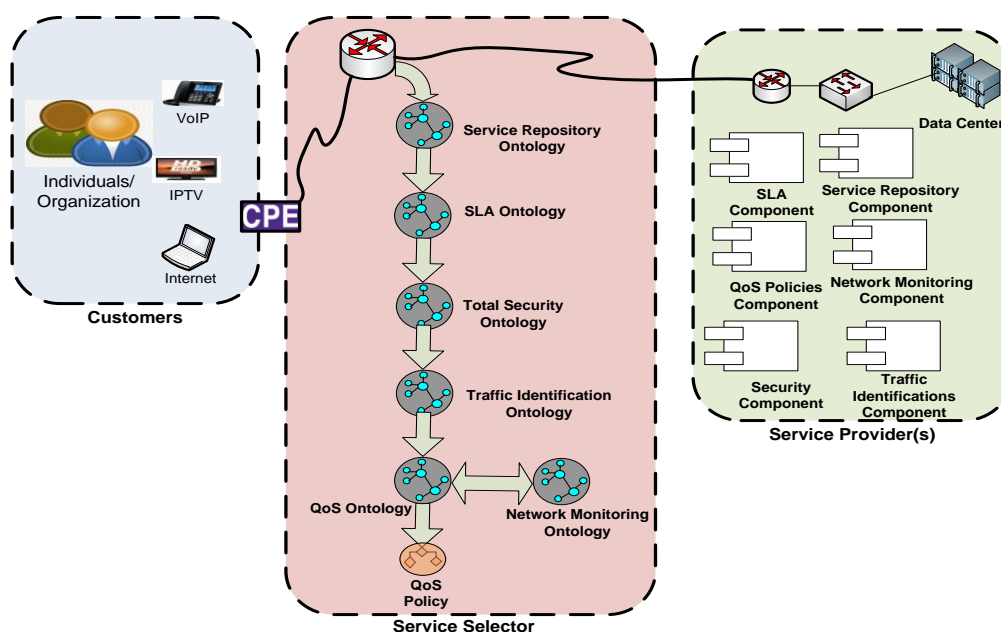 VoIP
Individuals/
Organization
IPTV
Internet
CPE
Customers
Service Repository
Ontology
SLA Ontology
Total Security
Ontology
Traffic Identification
Ontology
QoS Ontology
Network Monitoring
Ontology
QoS
Policy
Service Selector
Data Center
SLA
Component
Service Repository
Component
QoS Policies
Component
Network Monitoring
Component
Security
Component
Traffic
Identifications
Component
Service Provider(s)